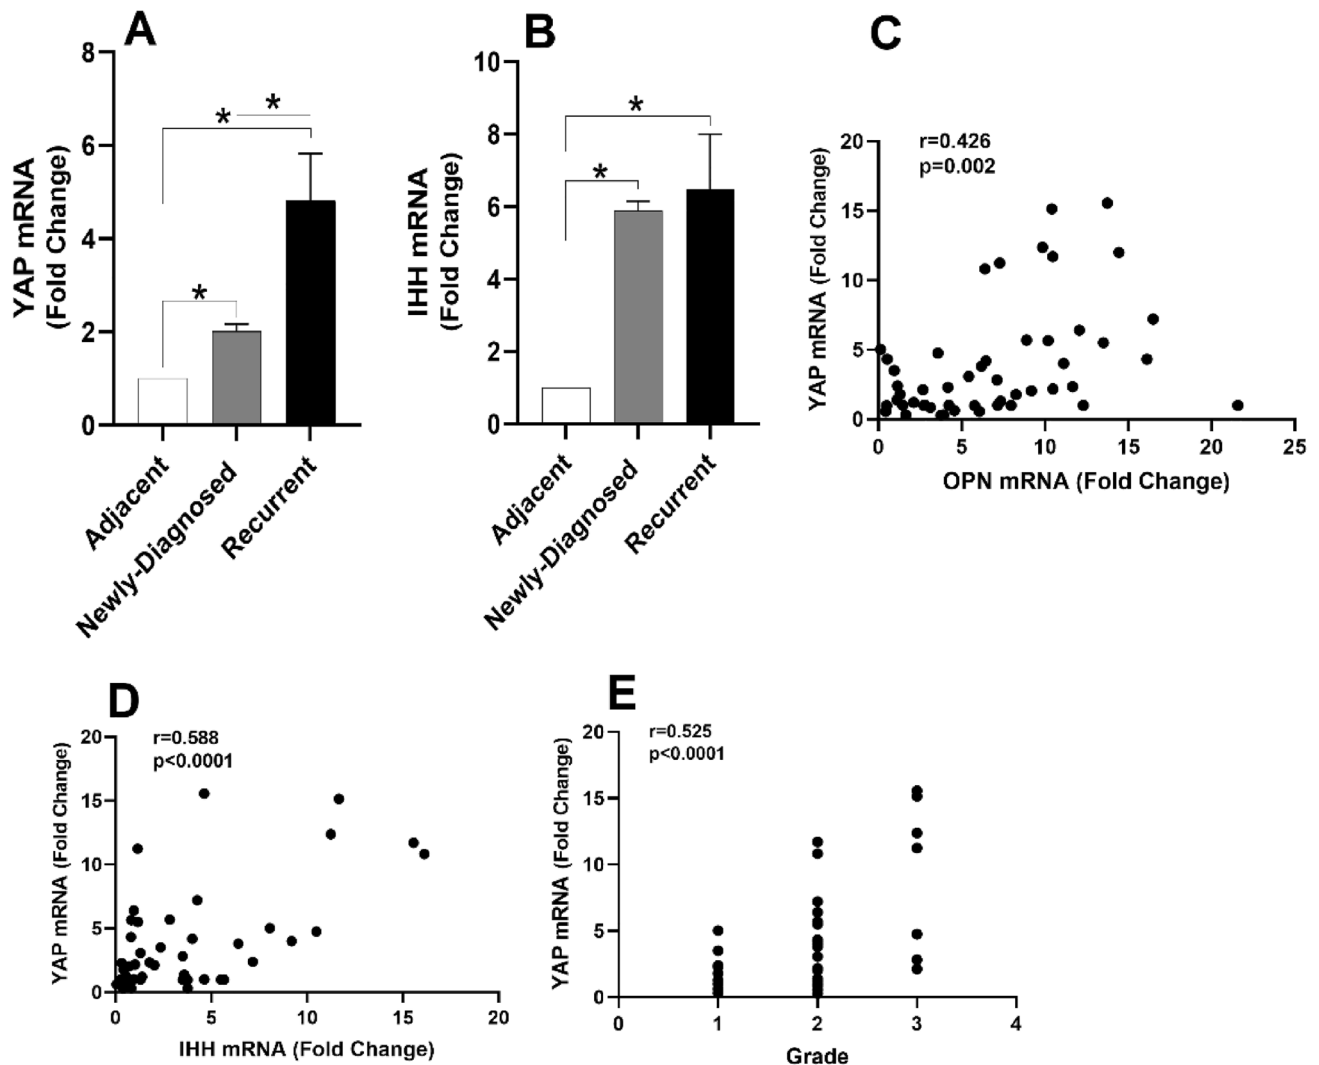 A
YAP mRNA
(Fold Change)
8
6
4
2
0
*
*
*
Adjacent
Newly-Diagnosed
Recurrent
B
IHH mRNA
(Fold Change)
10
8
6
4
2
0
*
*
Adjacent
Newly-Diagnosed
Recurrent
C
r=0.426
p=0.002
YAP mRNA (Fold Change)
20
15
10
5
0
0 5 10 15 20 25
OPN mRNA (Fold Change)
D
r=0.588
p<0.0001
YAP mRNA (Fold Change)
20
15
10
5
0
0 5 10 15 20
IHH mRNA (Fold Change)
E
r=0.525
p<0.0001
YAP mRNA (Fold Change)
20
15
10
5
0
0 1 2 3 4
Grade